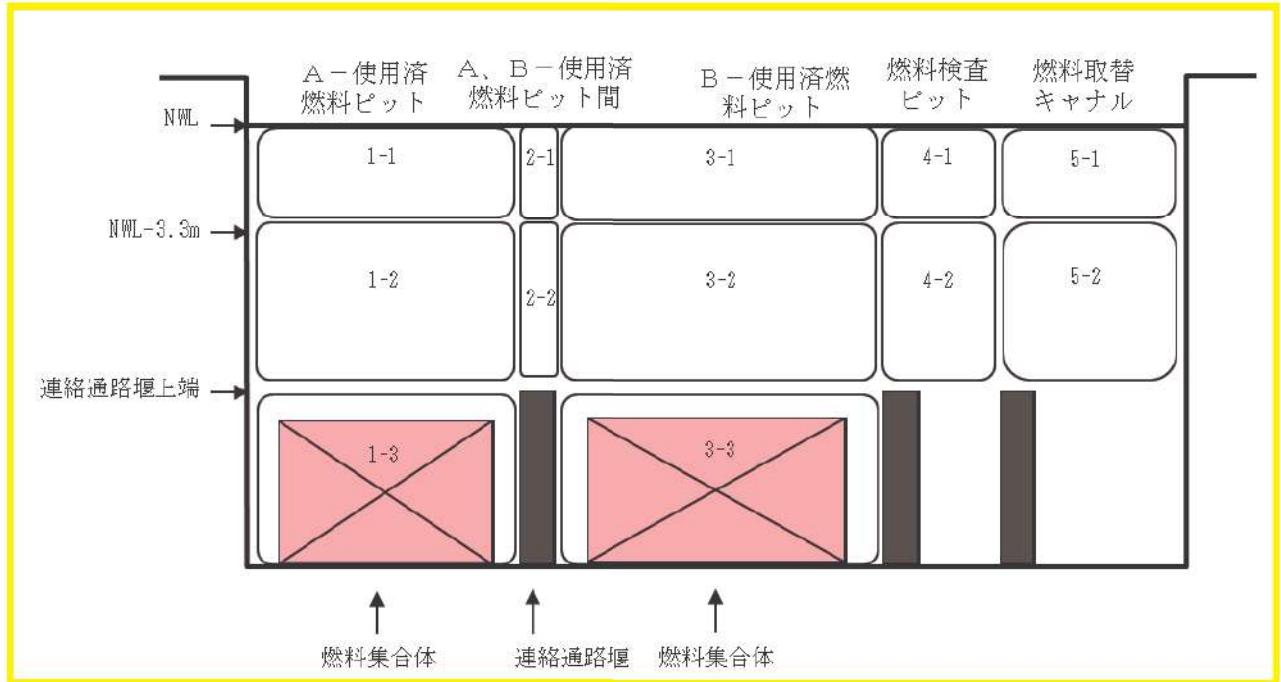 A-使用済
燃料ピット
A、B-使用済
燃料ピット間
B-使用済燃
料ピット
燃料検査
ピット
燃料取替
キャナル
NWL
1-1
2-1
3-1
4-1
5-1
NWL-3.3m
1-2
2-2
3-2
4-2
5-2
連絡通路堰上端
1-3
3-3
燃料集合体
連絡通路堰
燃料集合体